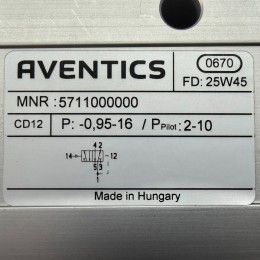 AVENTICS
0670
FD: 25W45
MNR : 5711000000
CD12
P: -0,95-16 / PPilot: 2-10
4 2
14 12
5 3
1
Made in Hungary